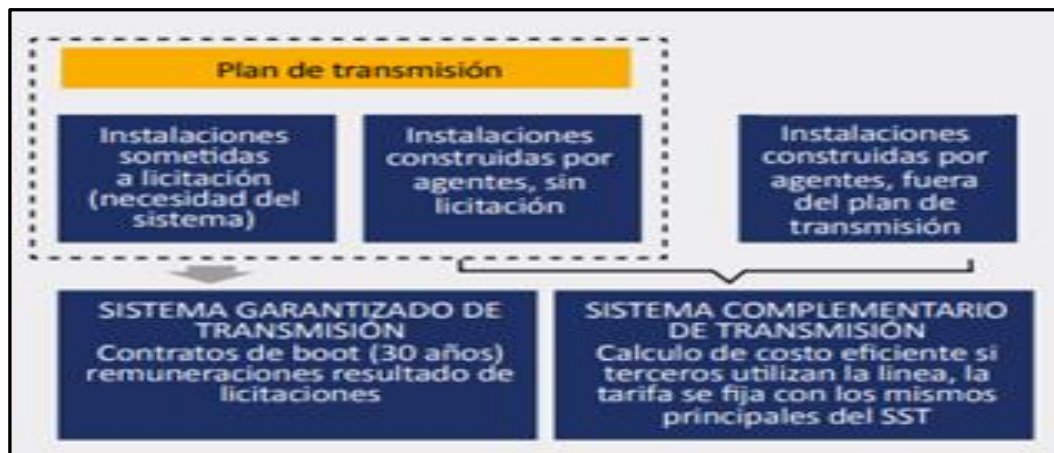 Plan de transmisión
Instalaciones
sometidas
a licitación
(necesidad del
sistema)
Instalaciones
construidas por
agentes, sin
licitación
Instalaciones
construidas por
agentes, fuera
del plan de
transmisión
SISTEMA GARANTIZADO DE
TRANSMISIÓN
Contratos de boot (30 años)
remuneraciones resultado de
licitaciones
SISTEMA COMPLEMENTARIO
DE TRANSMISIÓN
Calculo de costo eficiente si
terceros utilizan la linea, la
tarifa se fija con los mismos
principales del SST